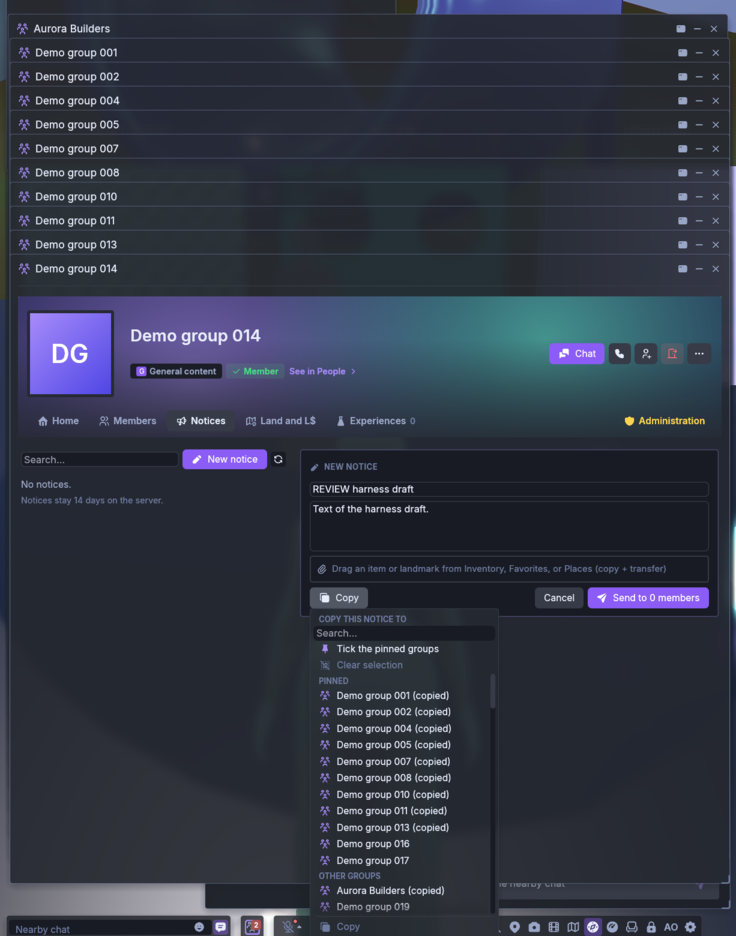 Aurora Builders
Demo group 001
Demo group 002
Demo group 004
Demo group 005
Demo group 007
Demo group 008
Demo group 010
Demo group 011
Demo group 013
Demo group 014
DG
Demo group 014
G General content
Member
See in People
Chat
Home
Members
Notices
Land and L$
Experiences 0
Administration
Search...
New notice
No notices.
Notices stay 14 days on the server.
NEW NOTICE
REVIEW harness draft
Text of the harness draft.
Drag an item or landmark from Inventory, Favorites, or Places (copy + transfer)
Copy
Cancel
Send to 0 members
COPY THIS NOTICE TO
Search...
Tick the pinned groups
Clear selection
PINNED
Demo group 001 (copied)
Demo group 002 (copied)
Demo group 004 (copied)
Demo group 005 (copied)
Demo group 007 (copied)
Demo group 008 (copied)
Demo group 010 (copied)
Demo group 011 (copied)
Demo group 013 (copied)
Demo group 016
Demo group 017
OTHER GROUPS
Aurora Builders (copied)
Demo group 019
Copy
nearby chat
Nearby chat
2
AO